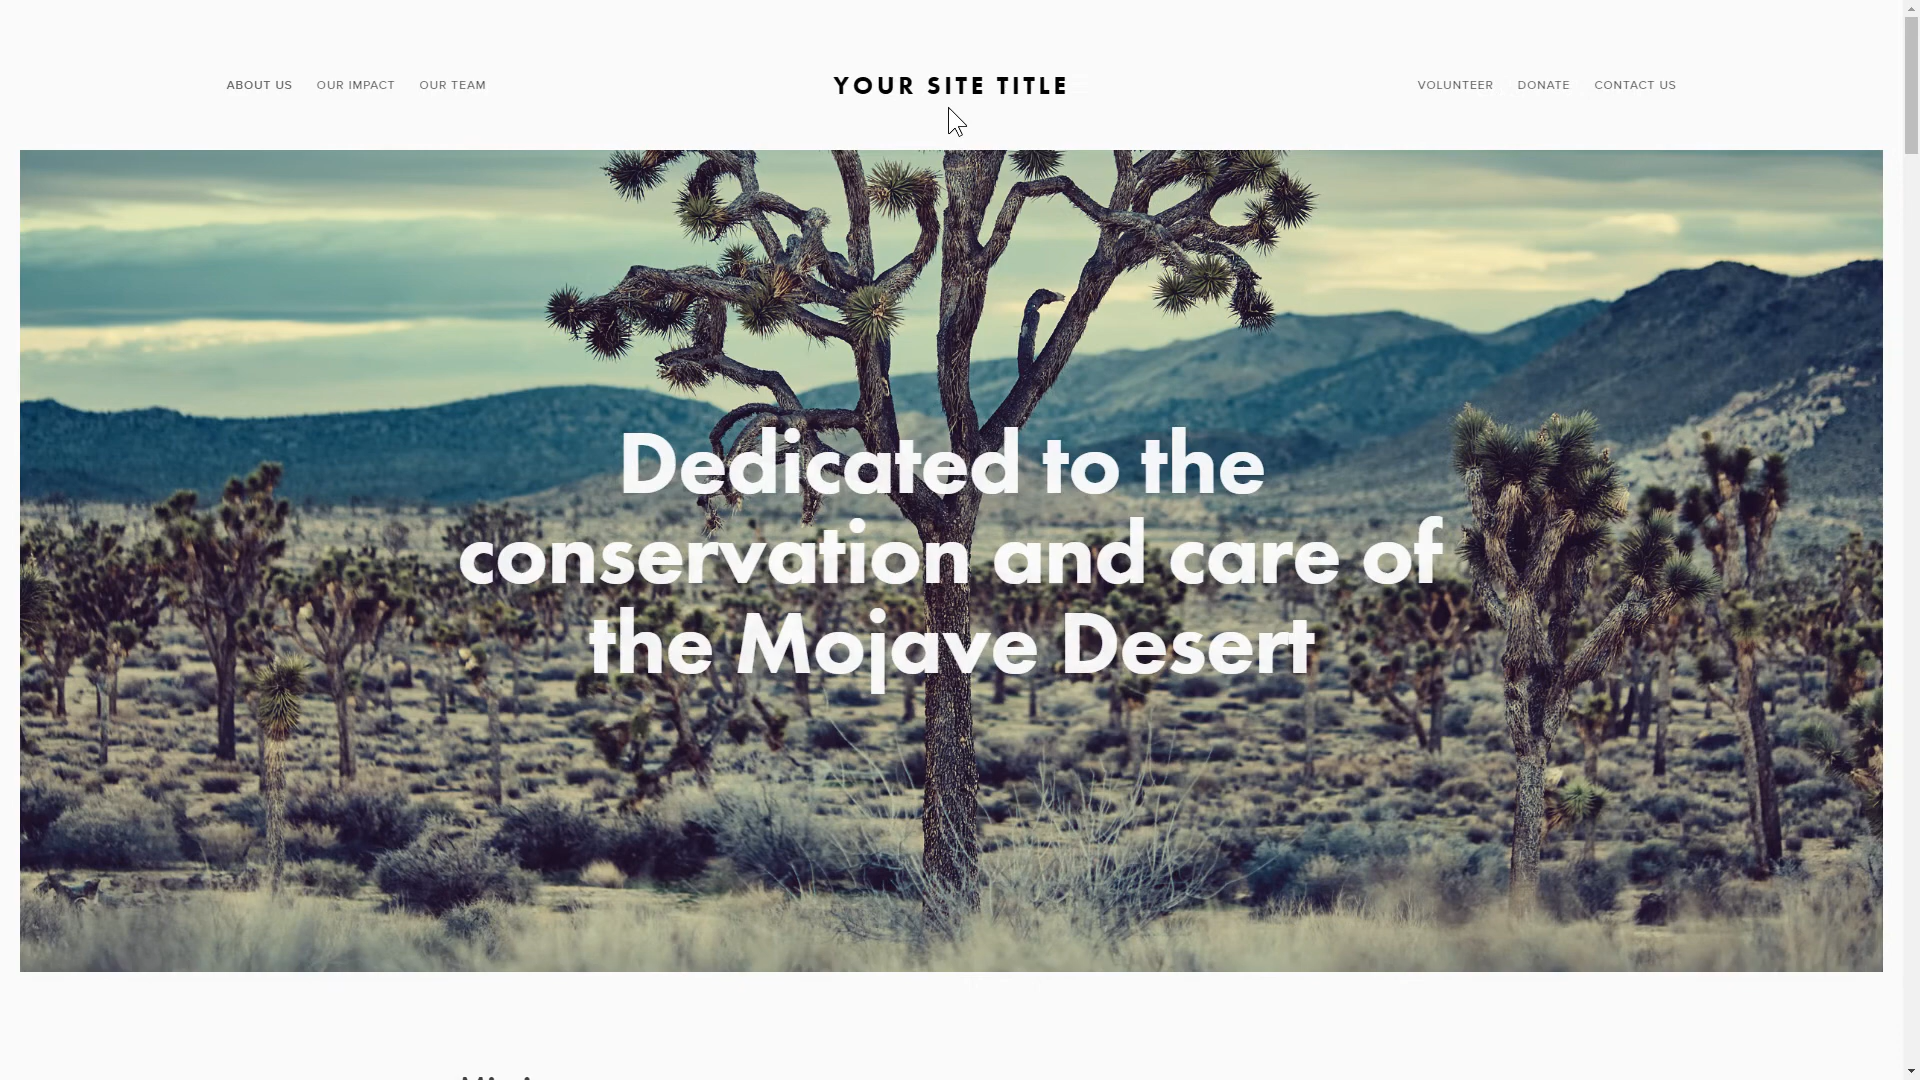 ABOUT US OUR IMPACT OUR TEAM YOUR SITE TITLE VOLUNTEER DONATE CONTACT US
Dedicated to the
conservation and care of
the Mojave Desert